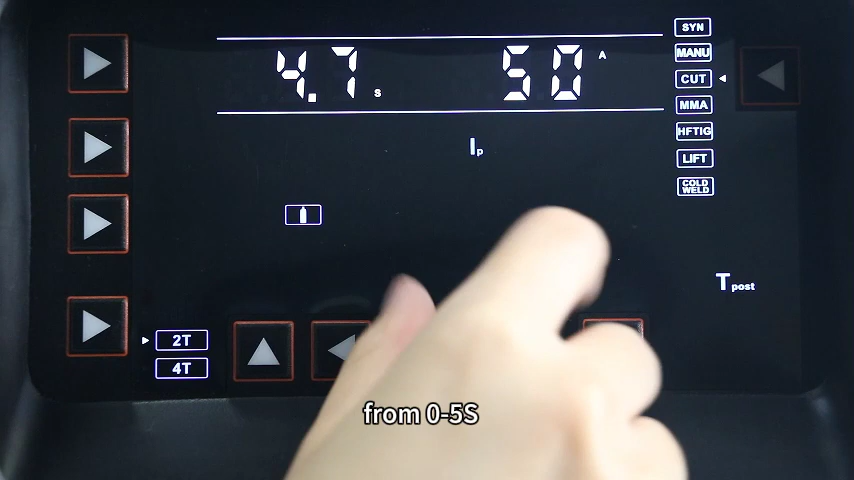 4.7 S
50 A
SYN
MANU
CUT
MMA
HFTIG
LIFT
COLD
WELD
Ip
Tpost
2T
4T
from 0-5S